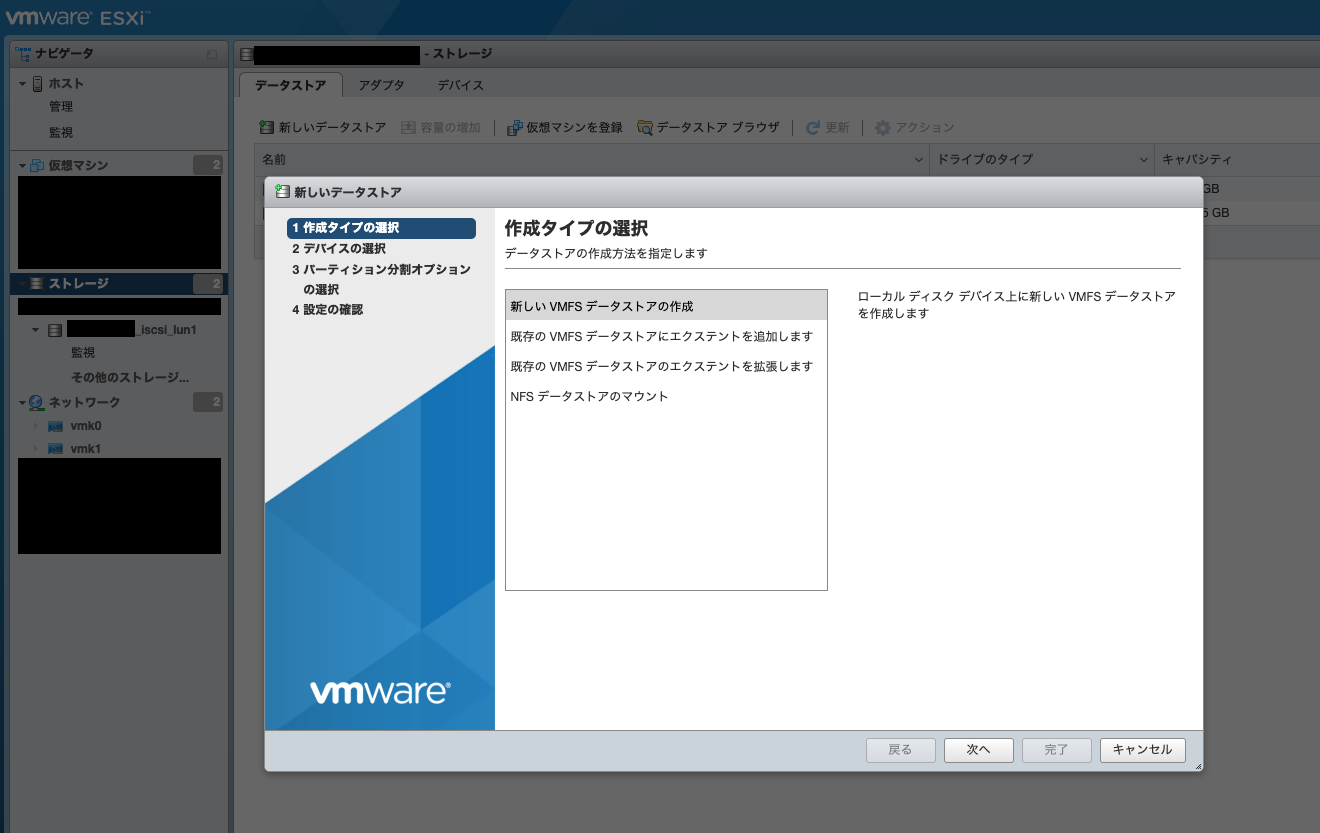 vmware ESXi™
ナビゲータ
ホスト
管理
監視
仮想マシン 2
ストレージ 2
_iscsi_lun1
監視
その他のストレージ...
ネットワーク 2
vmk0
vmk1
- ストレージ
データストア アダプタ デバイス
新しいデータストア 容量の増加 仮想マシンを登録 データストア ブラウザ 更新 アクション
名前 ドライブのタイプ キャパシティ
GB
5 GB
新しいデータストア
1 作成タイプの選択
2 デバイスの選択
3 パーティション分割オプション
の選択
4 設定の確認
vmware®
作成タイプの選択
データストアの作成方法を指定します
新しい VMFS データストアの作成
既存の VMFS データストアにエクステントを追加します
既存の VMFS データストアのエクステントを拡張します
NFS データストアのマウント
ローカル ディスク デバイス上に新しい VMFS データストア
を作成します
戻る 次へ 完了 キャンセル